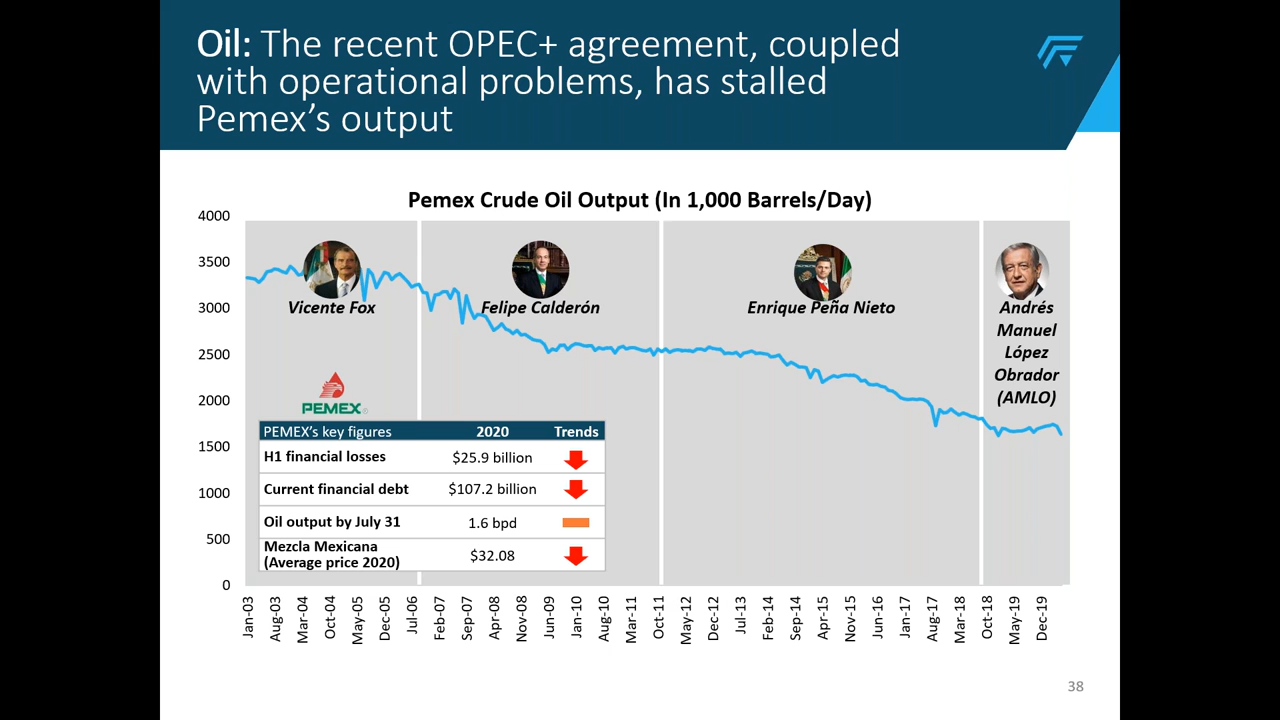 Oil: The recent OPEC+ agreement, coupled
with operational problems, has stalled
Pemex’s output
Pemex Crude Oil Output (In 1,000 Barrels/Day)
4000
3500
3000
2500
2000
1500
1000
500
0
Vicente Fox
Felipe Calderón
Enrique Peña Nieto
Andrés
Manuel
López
Obrador
(AMLO)
PEMEX®
PEMEX’s key figures 2020 Trends
H1 financial losses $25.9 billion
Current financial debt $107.2 billion
Oil output by July 31 1.6 bpd
Mezcla Mexicana
(Average price 2020) $32.08
Jan-03
Aug-03
Mar-04
Oct-04
May-05
Dec-05
Jul-06
Feb-07
Sep-07
Apr-08
Nov-08
Jun-09
Jan-10
Aug-10
Mar-11
Oct-11
May-12
Dec-12
Jul-13
Feb-14
Sep-14
Apr-15
Nov-15
Jun-16
Jan-17
Aug-17
Mar-18
Oct-18
May-19
Dec-19
38